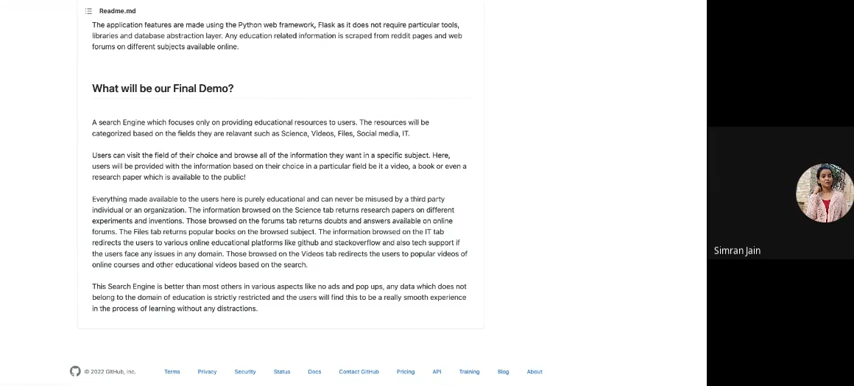 Readme.md
The application features are made using the Python web framework, Flask as it does not require particular tools,
libraries and database abstraction layer. Any education related information is scraped from reddit pages and web
forums on different subjects available online.
What will be our Final Demo?
A search Engine which focuses only on providing educational resources to users. The resources will be
categorized based on the fields they are relavant such as Science, Videos, Files, Social media, IT.
Users can visit the field of their choice and browse all of the information they want in a specific subject. Here,
users will be provided with the information based on their choice in a particular field be it a video, a book or even a
research paper which is available to the public!
Everything made available to the users here is purely educational and can never be misused by a third party
individual or an organization. The information browsed on the Science tab returns research papers on different
experiments and inventions. Those browsed on the forums tab returns doubts and answers available on online
forums. The Files tab returns popular books on the browsed subject. The information browsed on the IT tab
redirects the users to various online educational platforms like github and stackoverflow and also tech support if
the users face any issues in any domain. Those browsed on the Videos tab redirects the users to popular videos of
online courses and other educational videos based on the search.
This Search Engine is better than most others in various aspects like no ads and pop ups, any data which does not
belong to the domain of education is strictly restricted and the users will find this to be a really smooth experience
in the process of learning without any distractions.
Simran Jain
© 2022 GitHub, Inc. Terms Privacy Security Status Docs Contact GitHub Pricing API Training Blog About